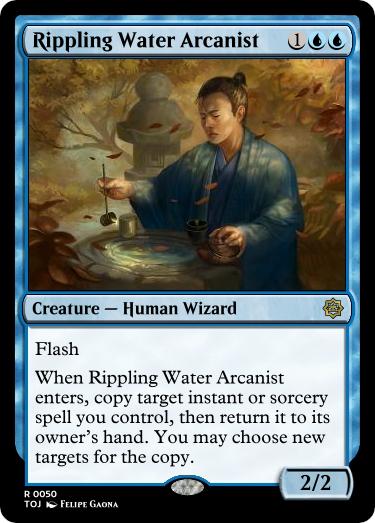 Rippling Water Arcanist 1
Creature — Human Wizard
Flash
When Rippling Water Arcanist
enters, copy target instant or sorcery
spell you control, then return it to its
owner's hand. You may choose new
targets for the copy.
2/2
R 0050
TOJ Felipe Gaona